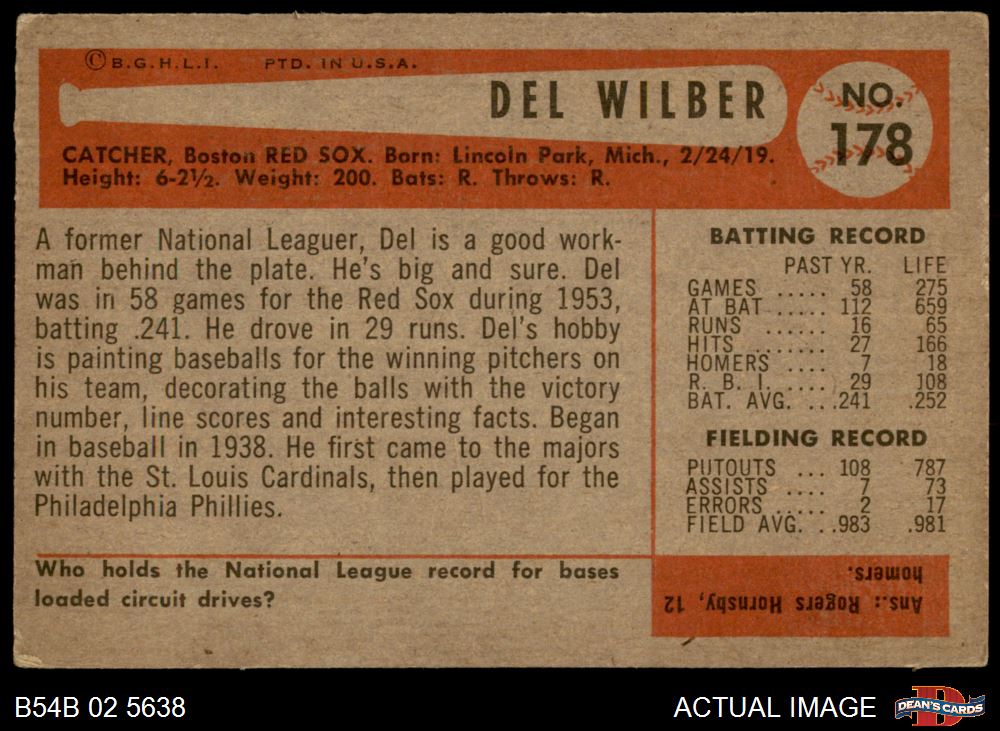 © B.G.H.L.I. PTD. IN U.S.A.
DEL WILBER
NO.
178
CATCHER, Boston RED SOX. Born: Lincoln Park, Mich., 2/24/19.
Height: 6-2½. Weight: 200. Bats: R. Throws: R.
A former National Leaguer, Del is a good work-
man behind the plate. He's big and sure. Del
was in 58 games for the Red Sox during 1953,
batting .241. He drove in 29 runs. Del's hobby
is painting baseballs for the winning pitchers on
his team, decorating the balls with the victory
number, line scores and interesting facts. Began
in baseball in 1938. He first came to the majors
with the St. Louis Cardinals, then played for the
Philadelphia Phillies.
BATTING RECORD
PAST YR. LIFE
GAMES ..... 58 275
AT BAT ..... 112 659
RUNS ...... 16 65
HITS ....... 27 166
HOMERS .... 7 18
R. B. I. ..... 29 108
BAT. AVG. ...241 .252
FIELDING RECORD
PUTOUTS ... 108 787
ASSISTS .... 7 73
ERRORS ..... 2 17
FIELD AVG. ..983 .981
Who holds the National League record for bases
loaded circuit drives?
Ans.: Rogers Hornsby, 12
homers.
B54B 02 5638
ACTUAL IMAGE
DEAN'S CARDS